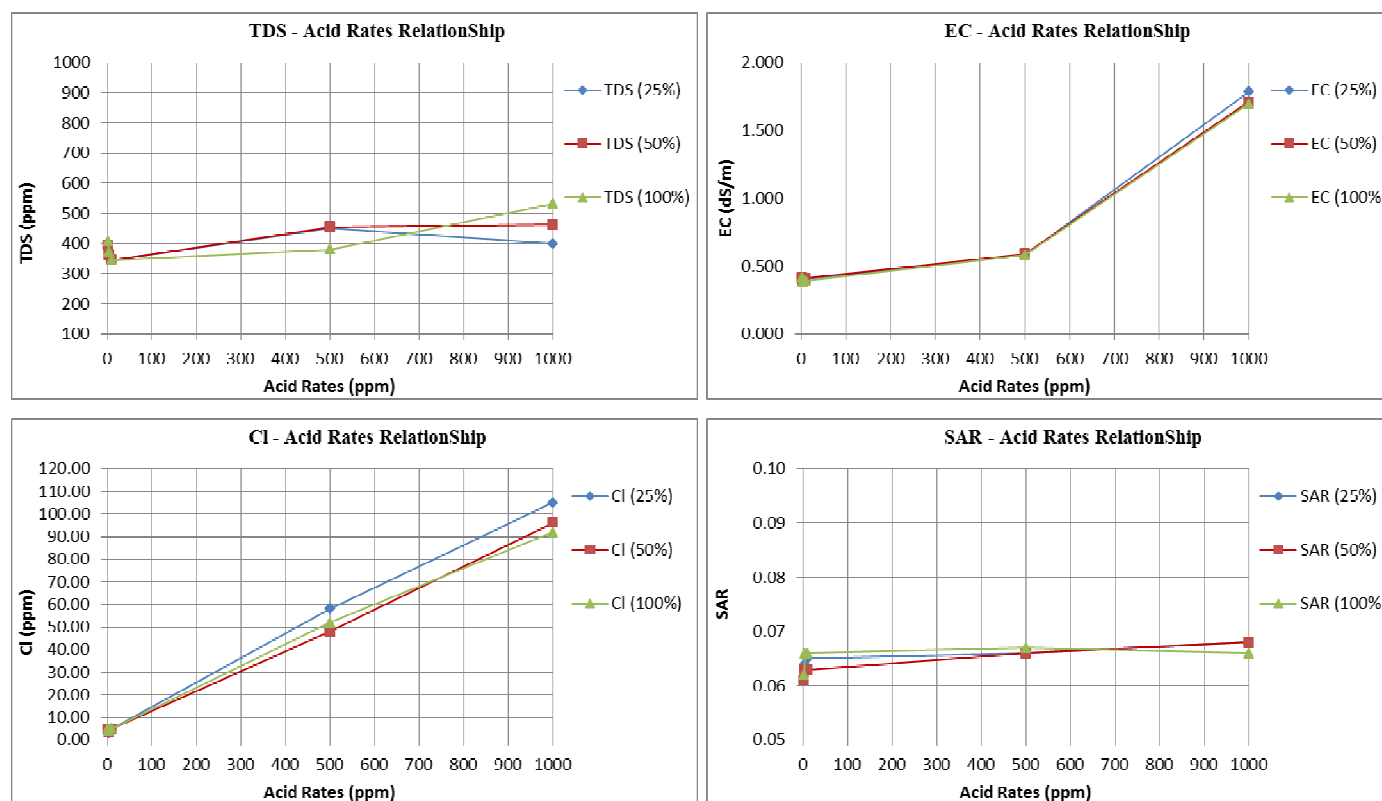 TDS - Acid Rates RelationShip
1000
900
800
700
600
500
400
300
200
100
TDS (ppm)
0 100 200 300 400 500 600 700 800 900 1000
Acid Rates (ppm)
TDS (25%)
TDS (50%)
TDS (100%)
EC - Acid Rates RelationShip
2.000
1.500
1.000
0.500
0.000
EC (dS/m)
0 100 200 300 400 500 600 700 800 900 1000
Acid Rates (ppm)
EC (25%)
EC (50%)
EC (100%
Cl - Acid Rates RelationShip
120.00
110.00
100.00
90.00
80.00
70.00
60.00
50.00
40.00
30.00
20.00
10.00
0.00
Cl (ppm)
0 100 200 300 400 500 600 700 800 900 1000
Acid Rates (ppm)
Cl (25%)
Cl (50%)
Cl (100%)
SAR - Acid Rates RelationShip
0.10
0.09
0.08
0.07
0.06
0.05
SAR
0 100 200 300 400 500 600 700 800 900 1000
Acid Rates (ppm)
SAR (25%)
SAR (50%)
SAR (100%